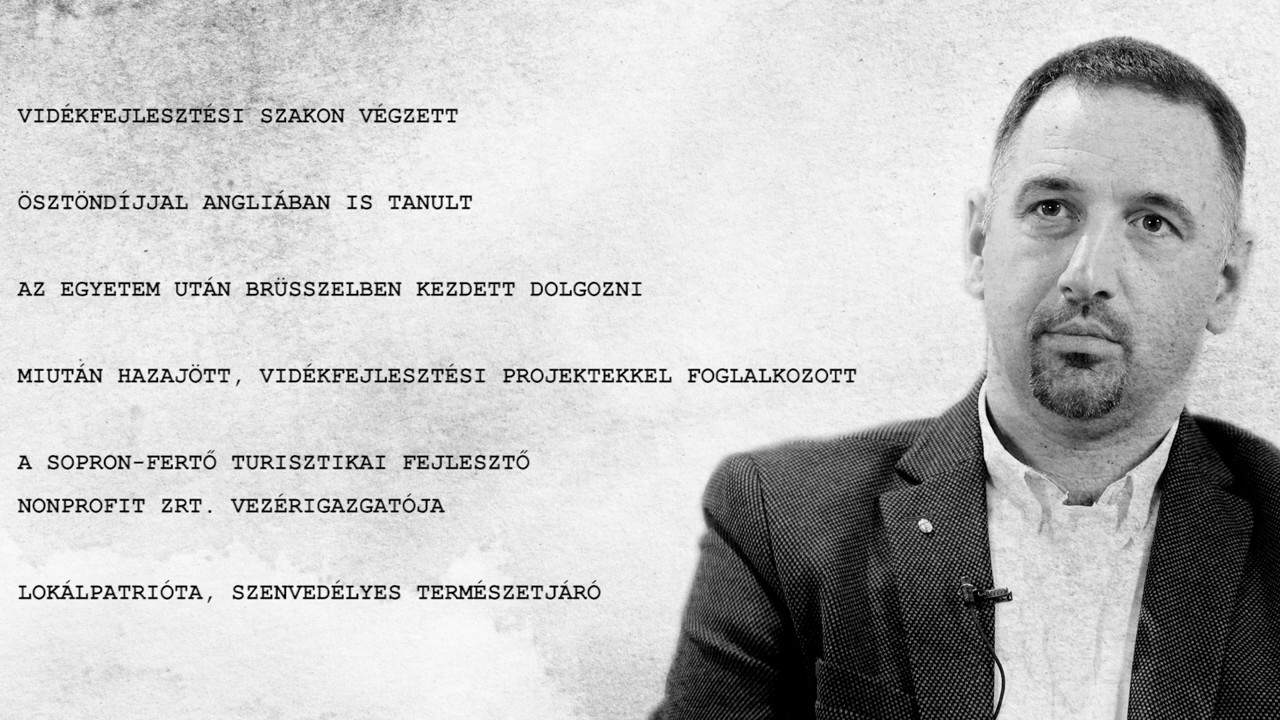 VIDÉKFEJLESZTÉSI SZAKON VÉGZETT
ÖSZTÖNDÍJJAL ANGLIÁBAN IS TANULT
AZ EGYETEM UTÁN BRÜSSZELBEN KEZDETT DOLGOZNI
MIUTÁN HAZAJÖTT, VIDÉKFEJLESZTÉSI PROJEKTEKKEL FOGLALKOZOTT
A SOPRON-FERTŐ TURISZTIKAI FEJLESZTŐ
NONPROFIT ZRT. VEZÉRIGAZGATÓJA
LOKÁLPATRIÓTA, SZENVEDÉLYES TERMÉSZETJÁRÓ